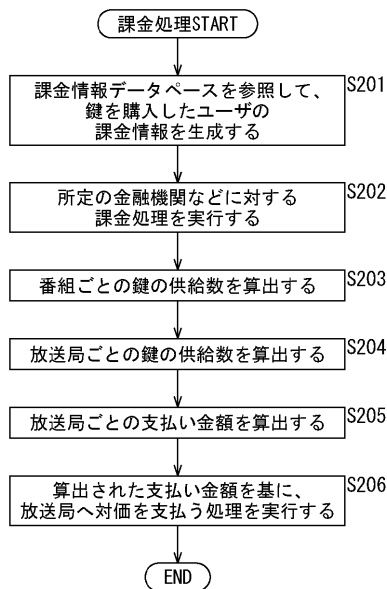 課金処理START
課金情報データベースを参照して、
鍵を購入したユーザの
課金情報を生成する
S201
所定の金融機関などに対する
課金処理を実行する
S202
番組ごとの鍵の供給数を算出する
S203
放送局ごとの鍵の供給数を算出する
S204
放送局ごとの支払い金額を算出する
S205
算出された支払い金額を基に、
放送局へ対価を支払う処理を実行する
S206
END